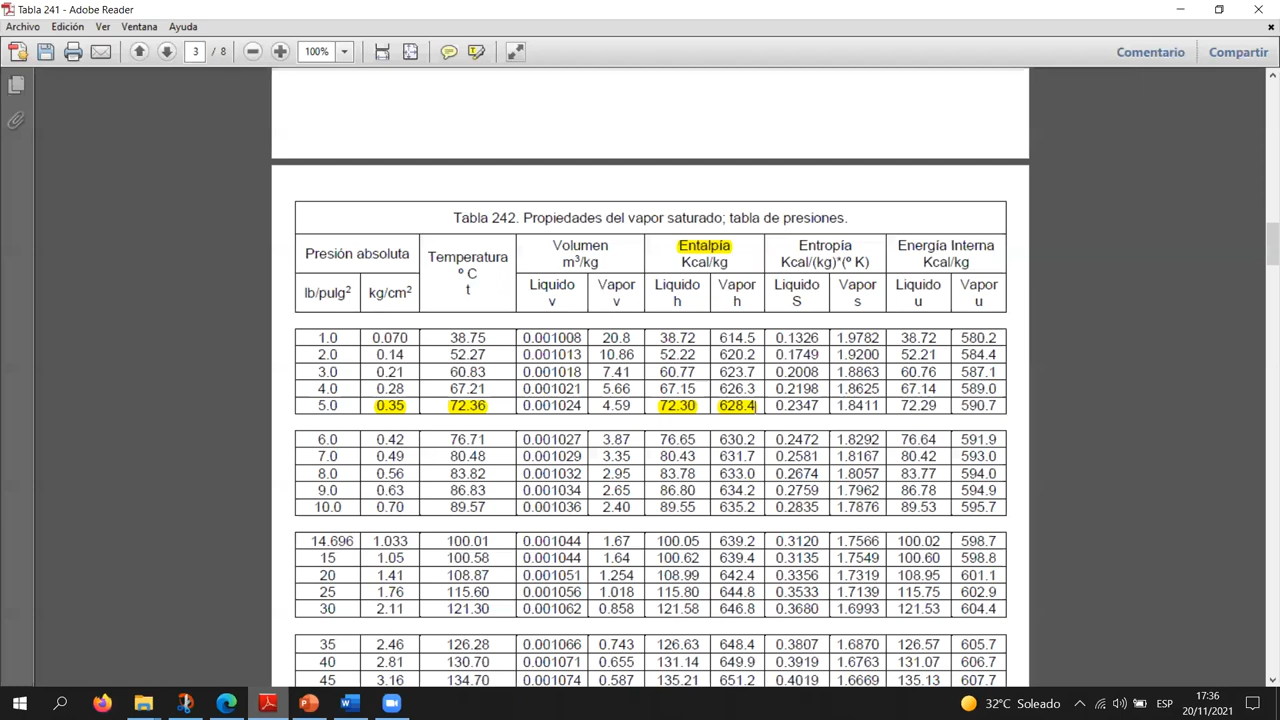 Tabla 241 - Adobe Reader
Archivo Edición Ver Ventana Ayuda
3 / 8 100% Comentario Compartir
Tabla 242. Propiedades del vapor saturado; tabla de presiones.
Presión absoluta Temperatura º C t Volumen m³/kg Entalpía Kcal/kg Entropía Kcal/(kg)*(º K) Energía Interna Kcal/kg
lb/pulg² kg/cm² Liquido v Vapor v Liquido h Vapor h Liquido S Vapor s Liquido u Vapor u
1.0 0.070 38.75 0.001008 20.8 38.72 614.5 0.1326 1.9782 38.72 580.2
2.0 0.14 52.27 0.001013 10.86 52.22 620.2 0.1749 1.9200 52.21 584.4
3.0 0.21 60.83 0.001018 7.41 60.77 623.7 0.2008 1.8863 60.76 587.1
4.0 0.28 67.21 0.001021 5.66 67.15 626.3 0.2198 1.8625 67.14 589.0
5.0 0.35 72.36 0.001024 4.59 72.30 628.4 0.2347 1.8411 72.29 590.7
6.0 0.42 76.71 0.001027 3.87 76.65 630.2 0.2472 1.8292 76.64 591.9
7.0 0.49 80.48 0.001029 3.35 80.43 631.7 0.2581 1.8167 80.42 593.0
8.0 0.56 83.82 0.001032 2.95 83.78 633.0 0.2674 1.8057 83.77 594.0
9.0 0.63 86.83 0.001034 2.65 86.80 634.2 0.2759 1.7962 86.78 594.9
10.0 0.70 89.57 0.001036 2.40 89.55 635.2 0.2835 1.7876 89.53 595.7
14.696 1.033 100.01 0.001044 1.67 100.05 639.2 0.3120 1.7566 100.02 598.7
15 1.05 100.58 0.001044 1.64 100.62 639.4 0.3135 1.7549 100.60 598.8
20 1.41 108.87 0.001051 1.254 108.99 642.4 0.3356 1.7319 108.95 601.1
25 1.76 115.60 0.001056 1.018 115.80 644.8 0.3533 1.7139 115.75 602.9
30 2.11 121.30 0.001062 0.858 121.58 646.8 0.3680 1.6993 121.53 604.4
35 2.46 126.28 0.001066 0.743 126.63 648.4 0.3807 1.6870 126.57 605.7
40 2.81 130.70 0.001071 0.655 131.14 649.9 0.3919 1.6763 131.07 606.7
45 3.16 134.70 0.001074 0.587 135.21 651.2 0.4019 1.6669 135.13 607.7
32°C Soleado ESP 17:36
20/11/2021